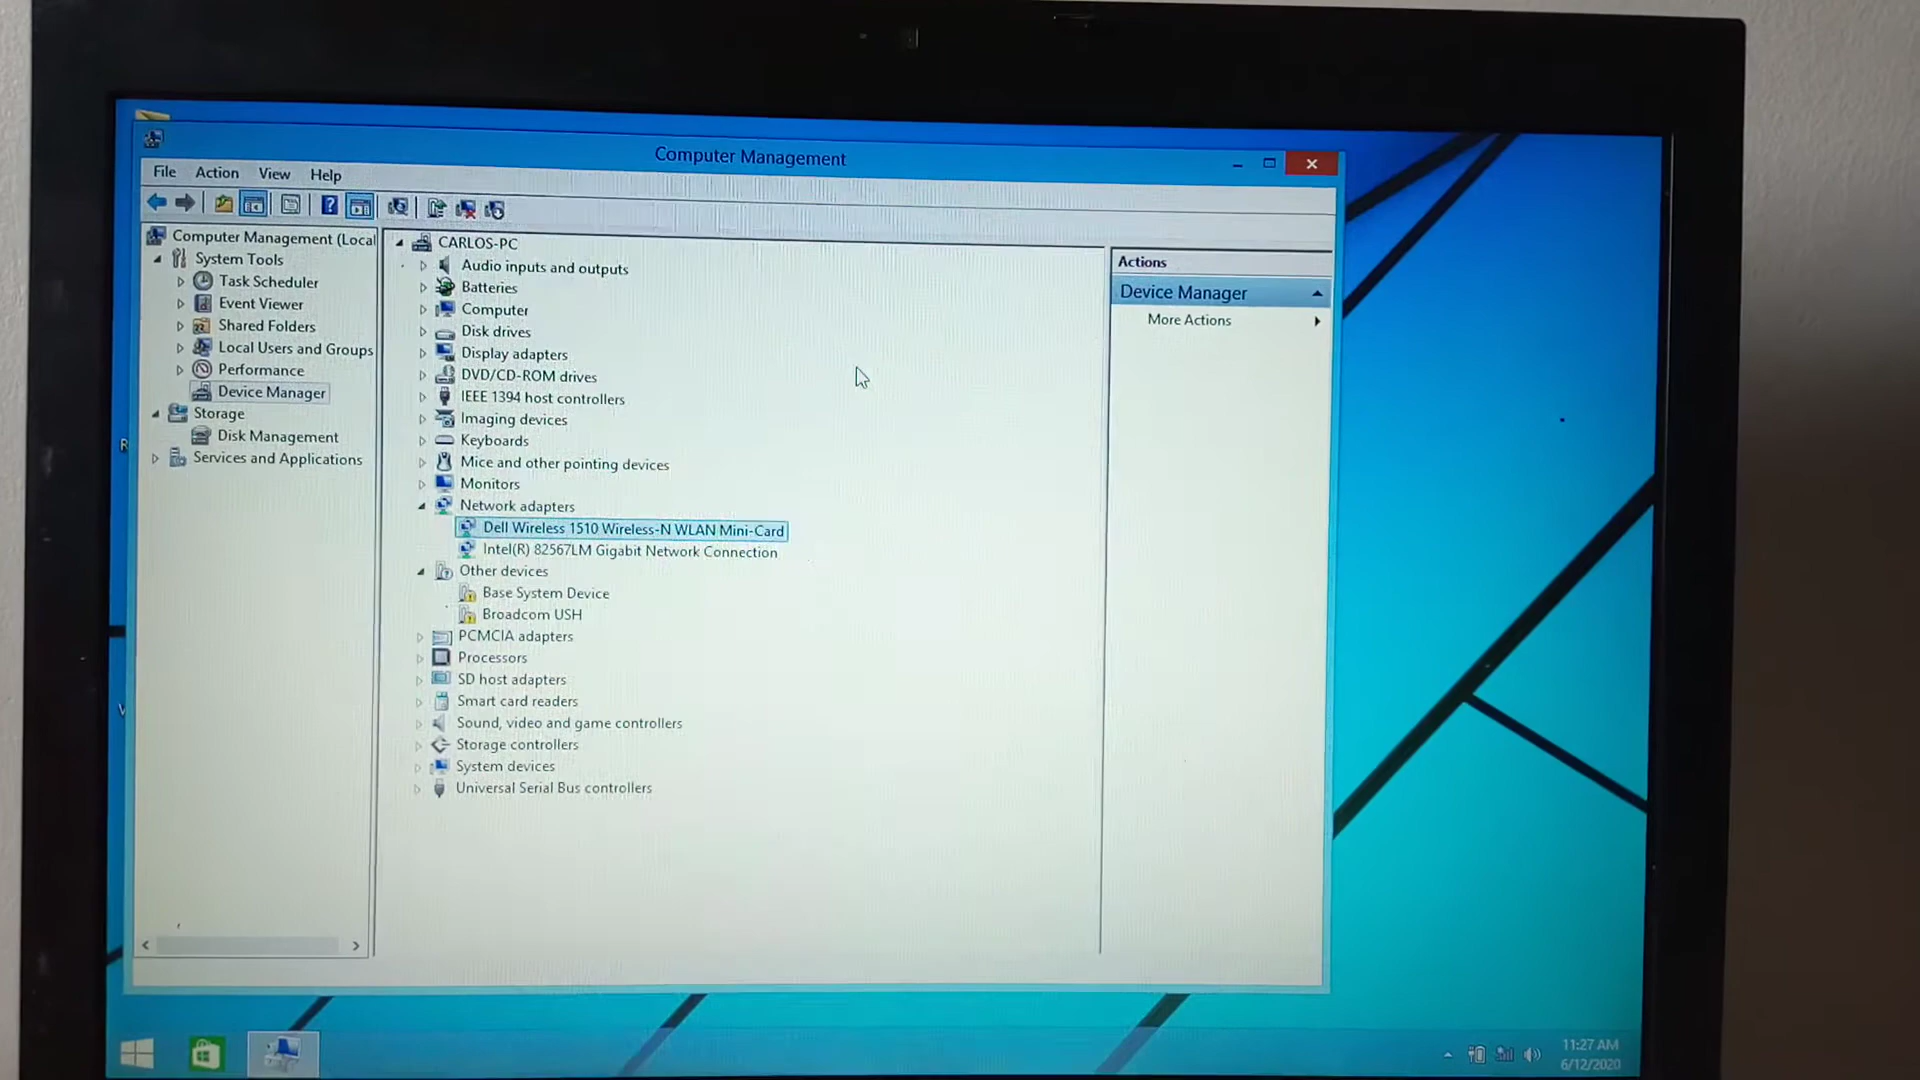 Computer Management
File Action View Help
Computer Management (Local
System Tools
Task Scheduler
Event Viewer
Shared Folders
Local Users and Groups
Performance
Device Manager
Storage
Disk Management
Services and Applications
CARLOS-PC
Audio inputs and outputs
Batteries
Computer
Disk drives
Display adapters
DVD/CD-ROM drives
IEEE 1394 host controllers
Imaging devices
Keyboards
Mice and other pointing devices
Monitors
Network adapters
Dell Wireless 1510 Wireless-N WLAN Mini-Card
Intel(R) 82567LM Gigabit Network Connection
Other devices
Base System Device
Broadcom USH
PCMCIA adapters
Processors
SD host adapters
Smart card readers
Sound, video and game controllers
Storage controllers
System devices
Universal Serial Bus controllers
Actions
Device Manager
More Actions
R
V
11:27 AM
6/12/2020